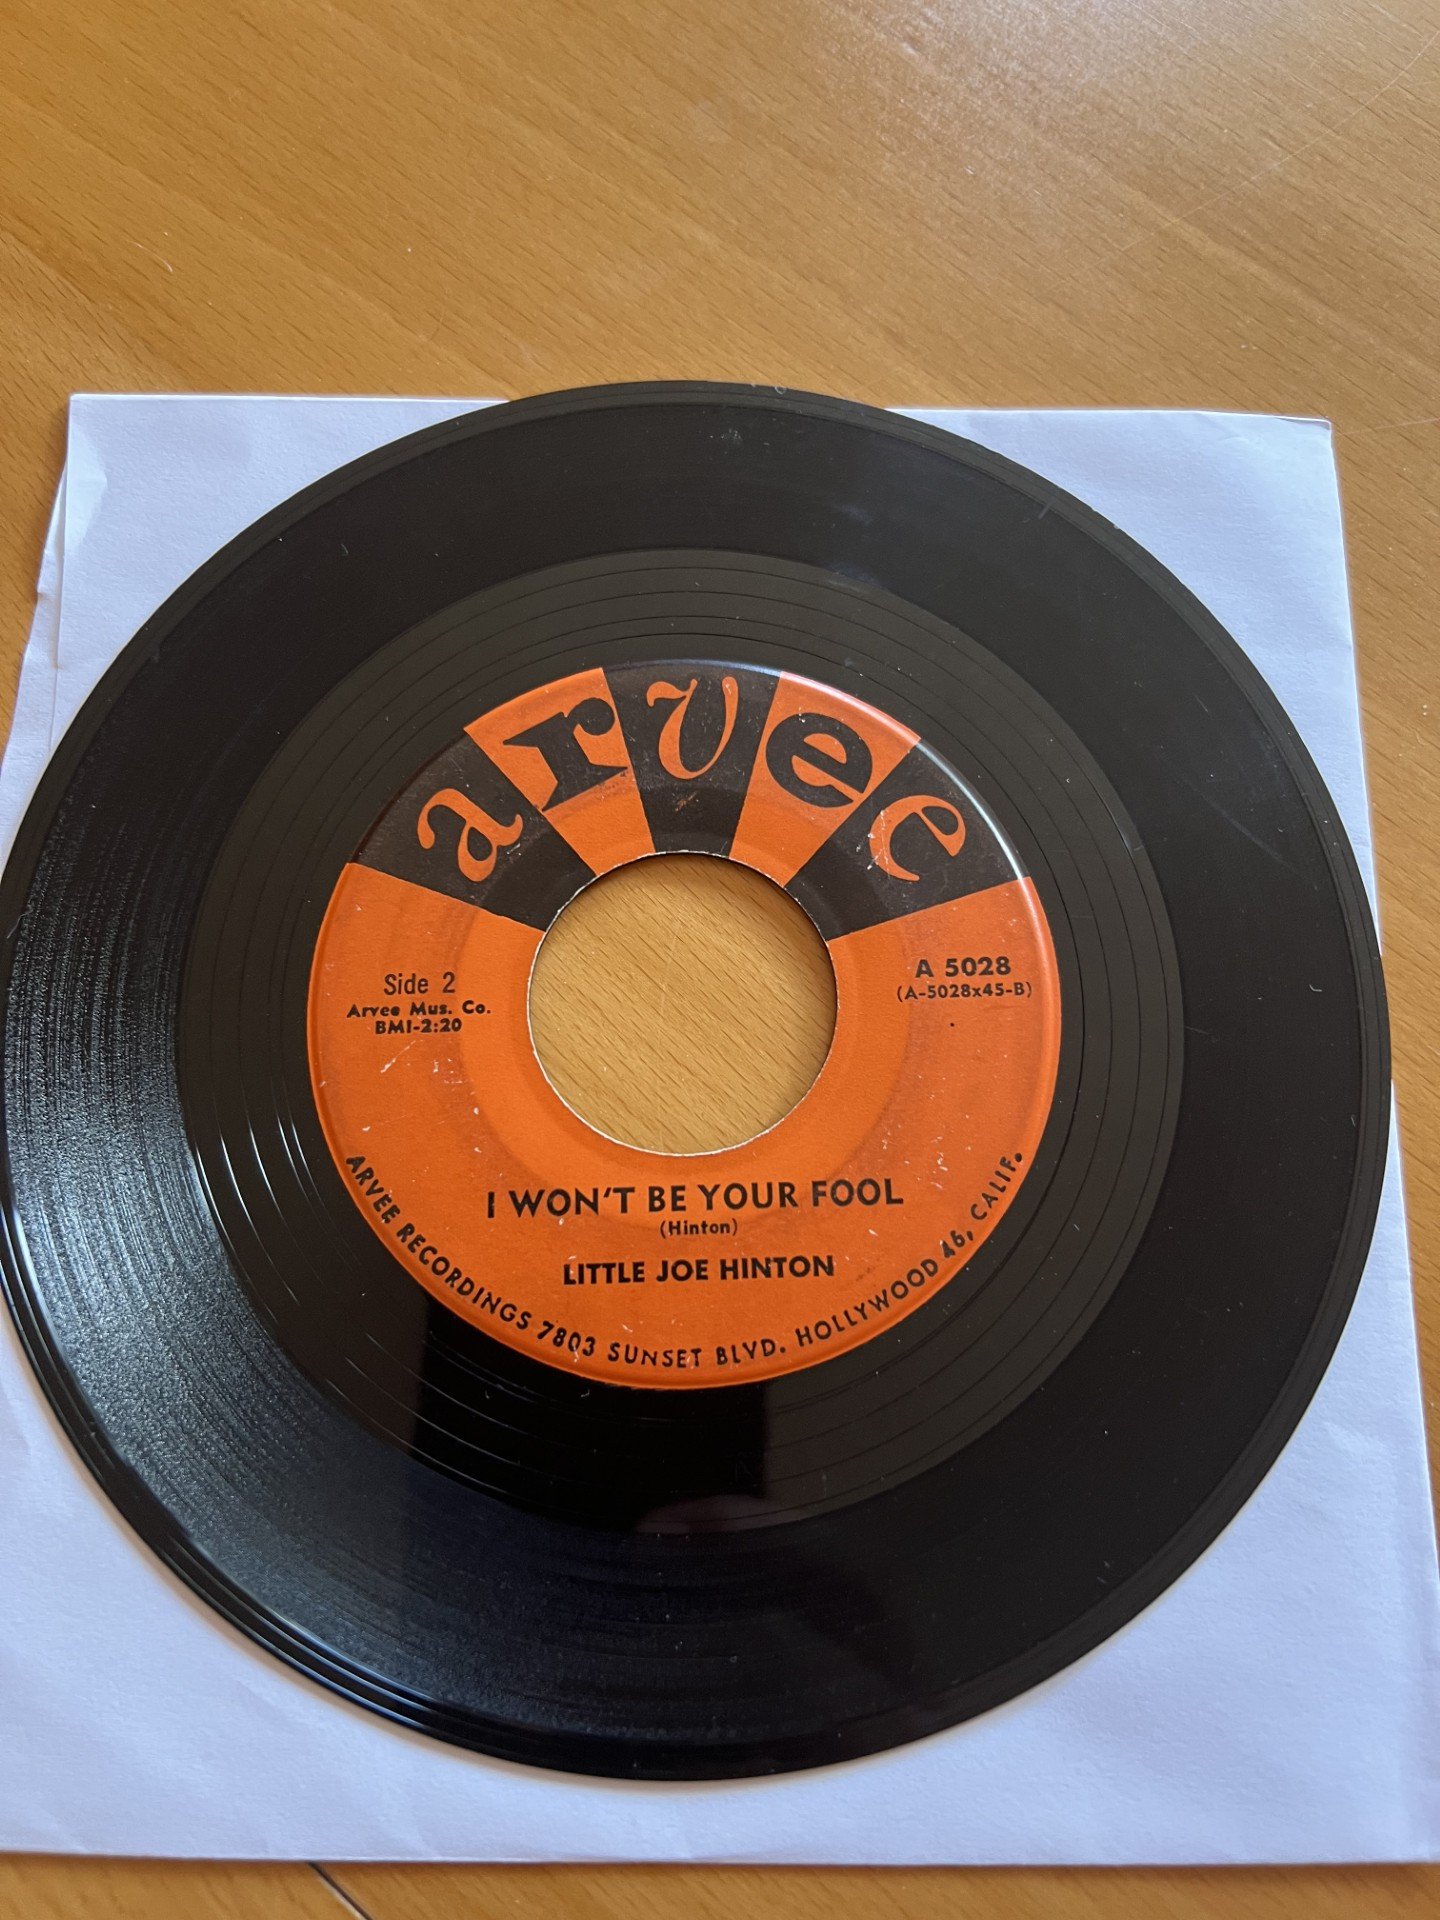 arvee
Side 2
Arvee Mus. Co.
BMI-2:20
A 5028
(A-5028x45-B)
I WON'T BE YOUR FOOL
(Hinton)
LITTLE JOE HINTON
ARVEE RECORDINGS 7803 SUNSET BLVD. HOLLYWOOD 46, CALIF.